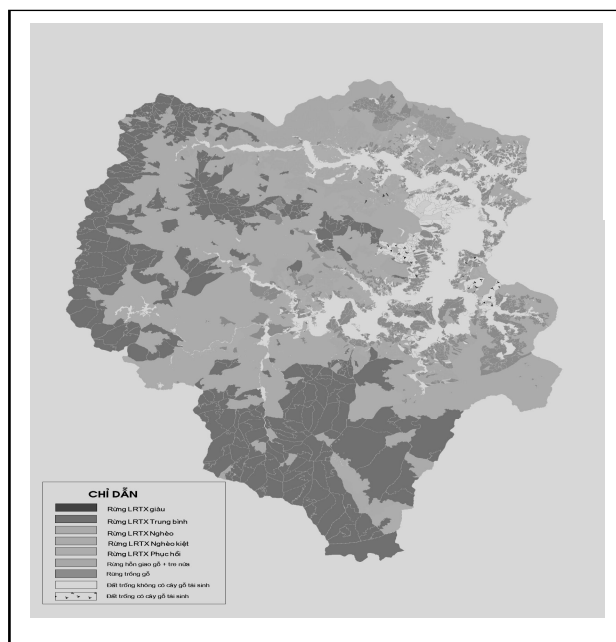 CHỈ DẪN
Rừng LRTX giàu
Rừng LRTX Trung bình
Rừng LRTX Nghèo
Rừng LRTX Nghèo kiệt
Rừng LRTX Phục hồi
Rừng hỗn giao gỗ + tre nứa
Rừng trồng gỗ
Đất trống không có cây gỗ tái sinh
Đất trống có cây gỗ tái sinh